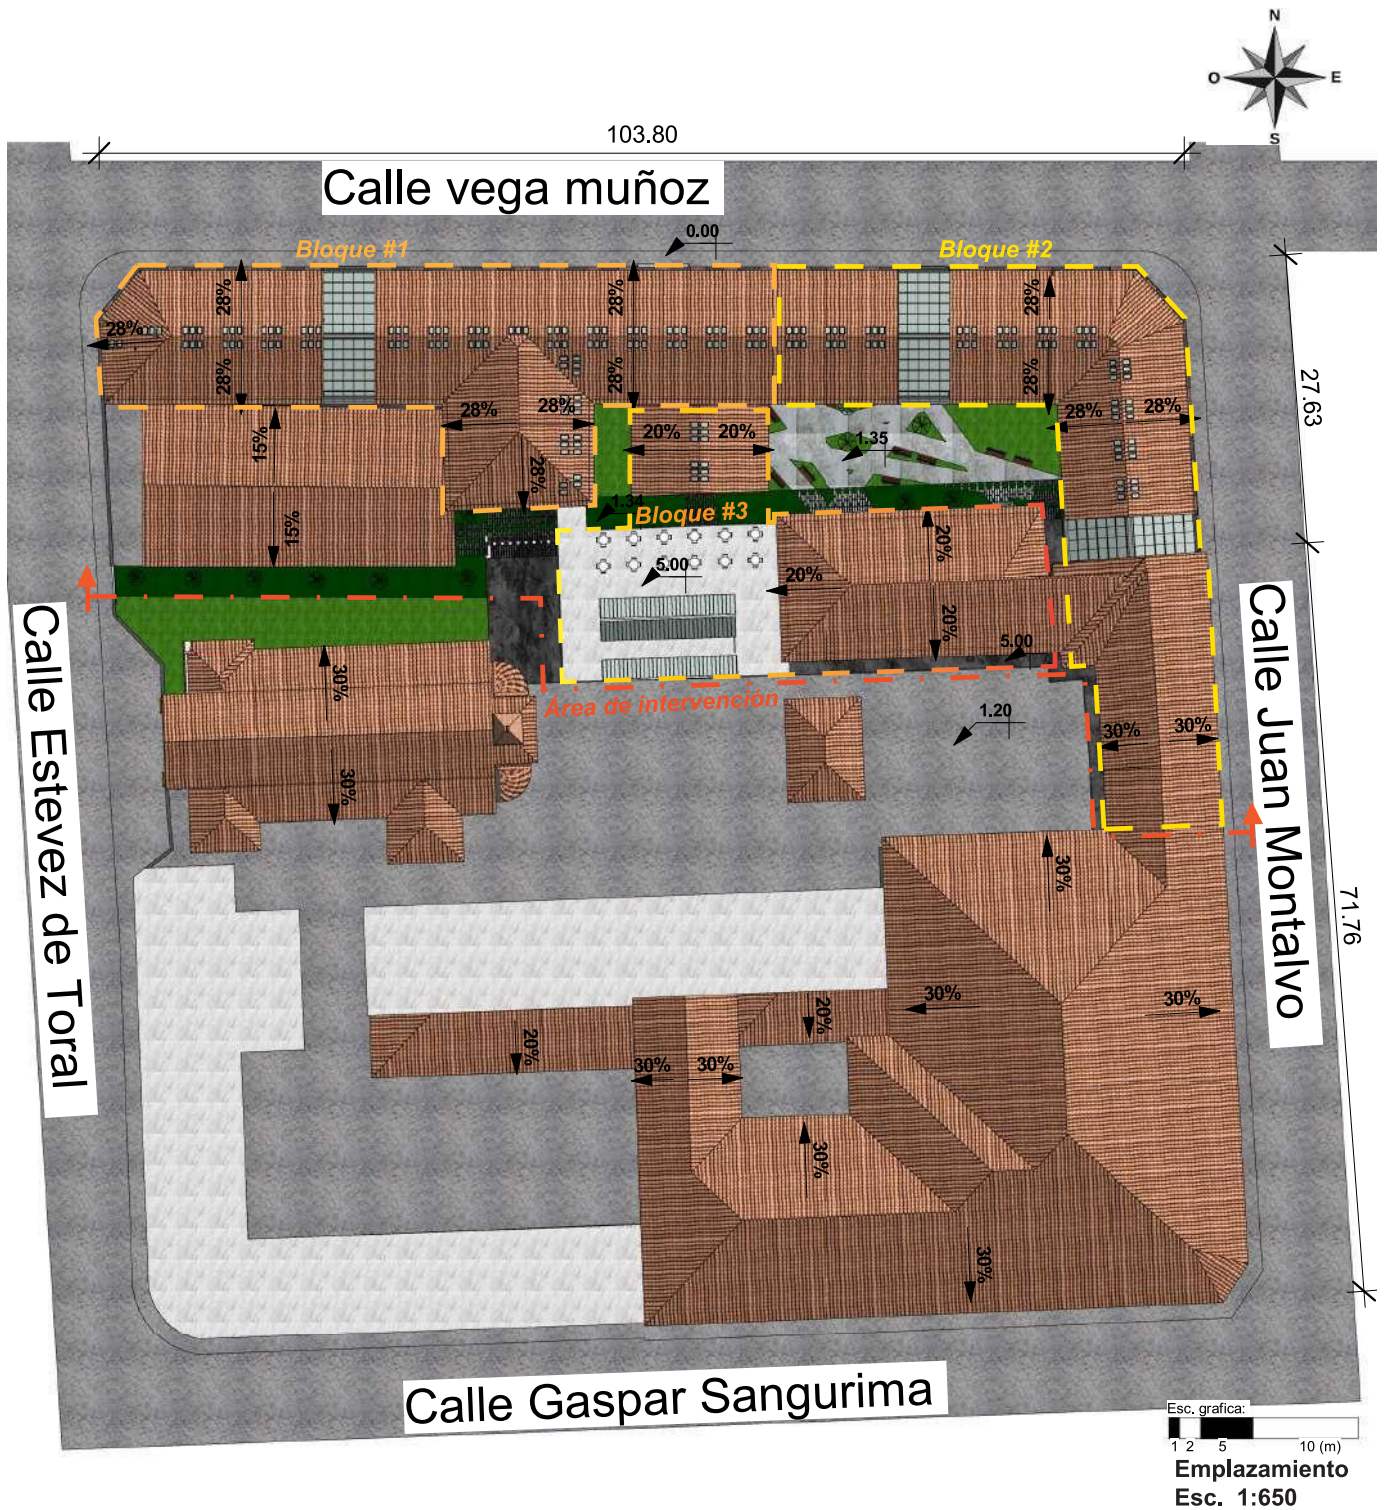 N
O E
S
103.80
Calle vega muñoz
0.00
Bloque #1
Bloque #2
28%
28%
28%
28%
28%
28%
28%
28%
27.63
28%
28%
28%
28%
20%
20%
1.35
15%
28%
15%
1.34
Bloque #3
20%
5.00
20%
20%
5.00
Calle Estevez de Toral
Calle Juan Montalvo
30%
Área de intervención
1.20
30%
30%
30%
30%
71.76
30%
30%
20%
20%
30%
30%
30%
30%
Calle Gaspar Sangurima
Esc. grafica:
1 2 5 10 (m)
Emplazamiento
Esc. 1:650